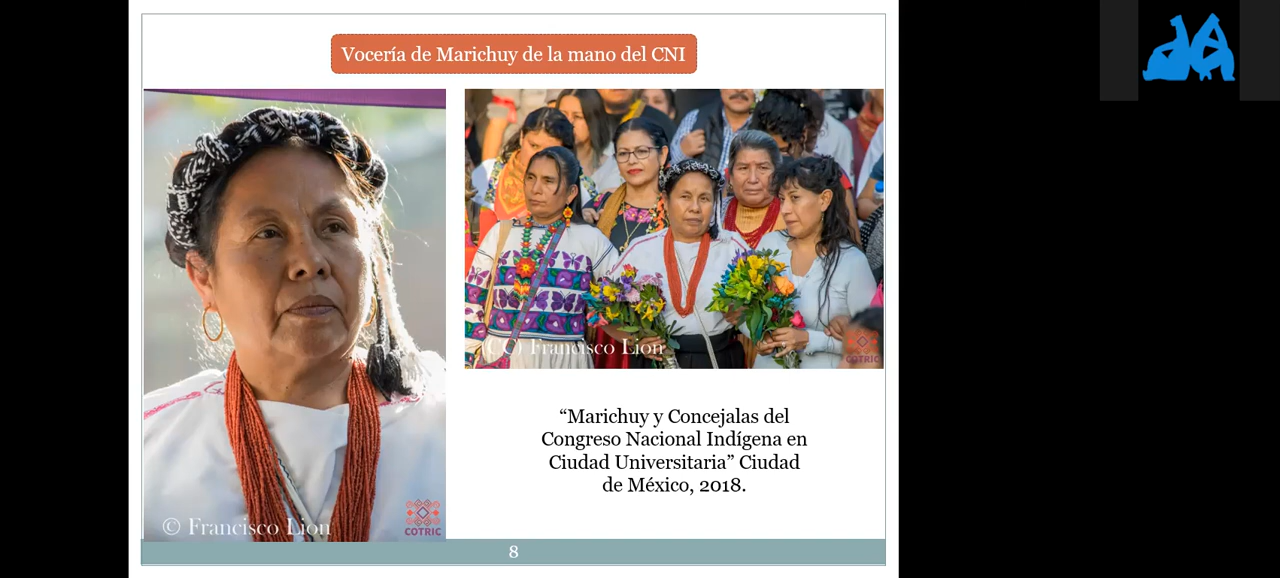 Vocería de Marichuy de la mano del CNI
(CC) Francisco Lion
COTRIC
“Marichuy y Concejalas del
Congreso Nacional Indígena en
Ciudad Universitaria” Ciudad
de México, 2018.
© Francisco Lion
COTRIC
8